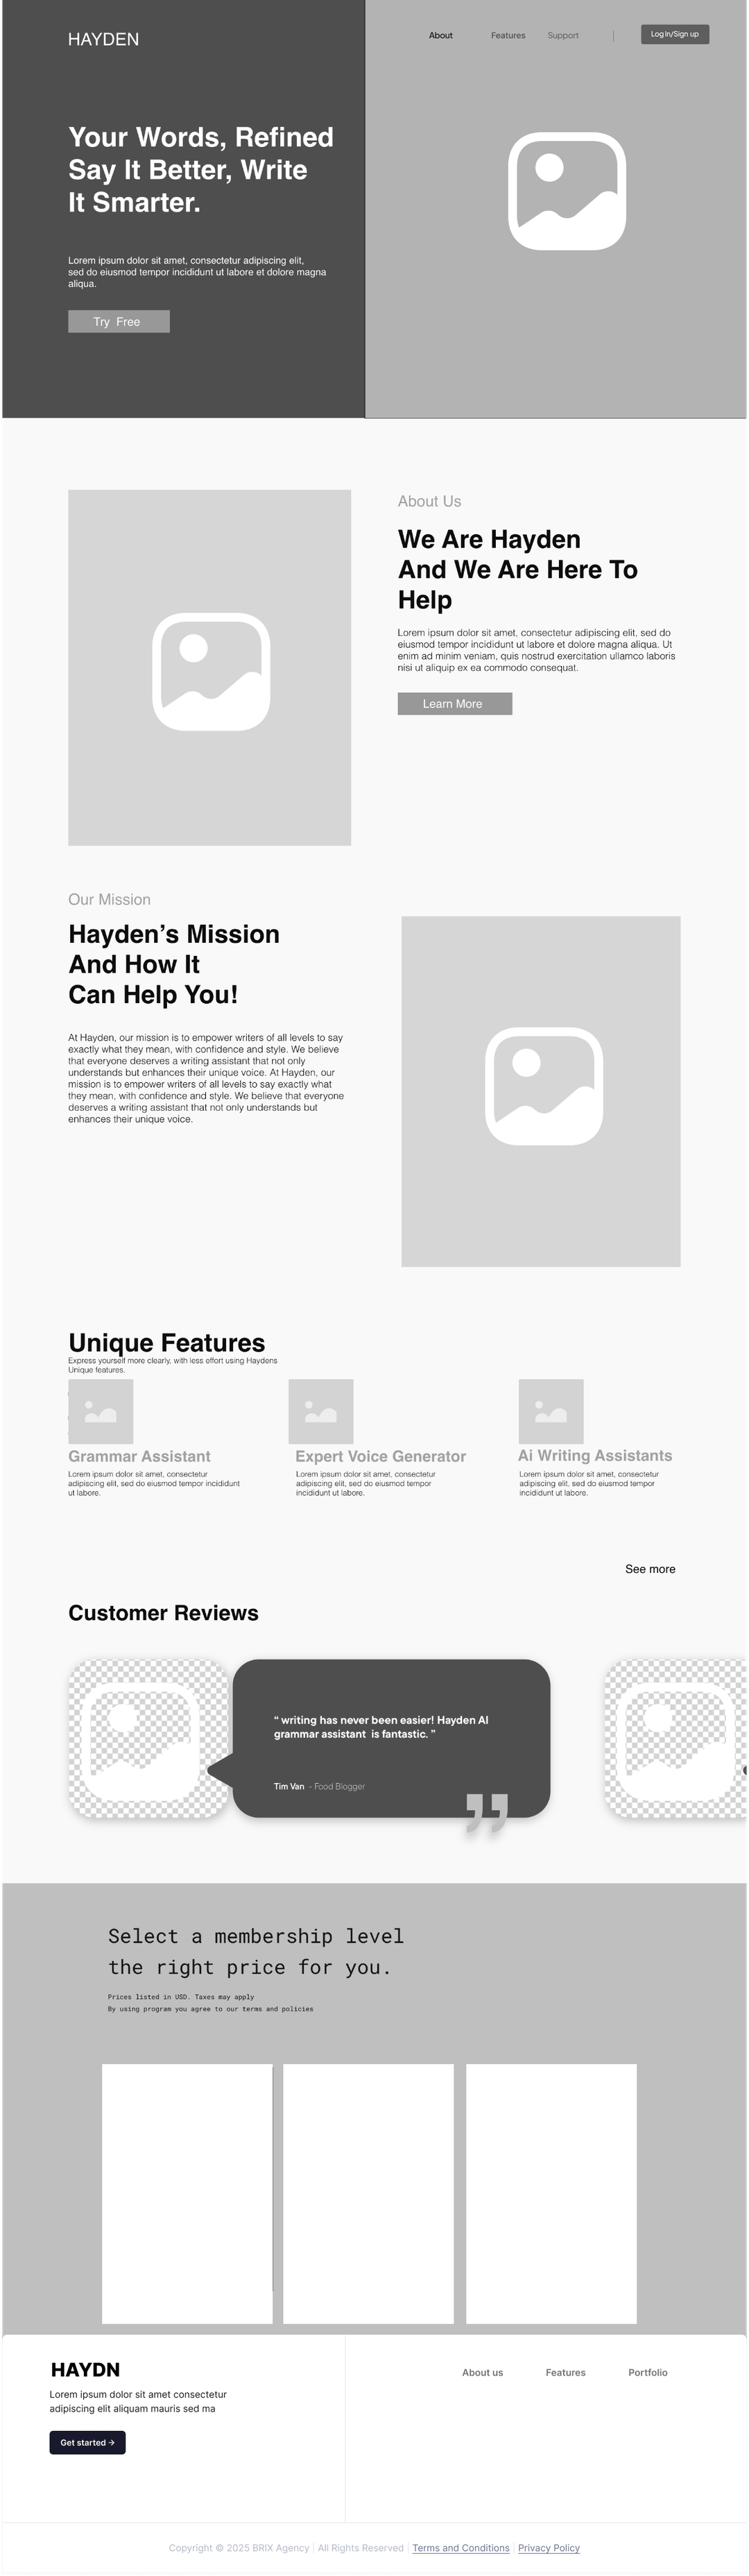 HAYDEN
About Features Support Log In/Sign up
Your Words, Refined
Say It Better, Write
It Smarter.
Lorem ipsum dolor sit amet, consectetur adipiscing elit,
sed do eiusmod tempor incididunt ut labore et dolore magna
aliqua.
Try Free
About Us
We Are Hayden
And We Are Here To
Help
Lorem ipsum dolor sit amet, consectetur adipiscing elit, sed do
eiusmod tempor incididunt ut labore et dolore magna aliqua. Ut
enim ad minim veniam, quis nostrud exercitation ullamco laboris
nisi ut aliquip ex ea commodo consequat.
Learn More
Our Mission
Hayden’s Mission
And How It
Can Help You!
At Hayden, our mission is to empower writers of all levels to say
exactly what they mean, with confidence and style. We believe
that everyone deserves a writing assistant that not only
understands but enhances their unique voice. At Hayden, our
mission is to empower writers of all levels to say exactly what
they mean, with confidence and style. We believe that everyone
deserves a writing assistant that not only understands but
enhances their unique voice.
Unique Features
Express yourself more clearly, with less effort using Haydens
Unique features.
Grammar Assistant
Lorem ipsum dolor sit amet, consectetur
adipiscing elit, sed do eiusmod tempor incididunt
ut labore.
Expert Voice Generator
Lorem ipsum dolor sit amet, consectetur
adipiscing elit, sed do eiusmod tempor
incididunt ut labore.
Ai Writing Assistants
Lorem ipsum dolor sit amet, consectetur
adipiscing elit, sed do eiusmod tempor
incididunt ut labore.
See more
Customer Reviews
“ writing has never been easier! Hayden AI
grammar assistant is fantastic. ”
Tim Van - Food Blogger
Select a membership level
the right price for you.
Prices listed in USD. Taxes may apply
By using program you agree to our terms and policies
HAYDN
Lorem ipsum dolor sit amet consectetur
adipiscing elit aliquam mauris sed ma
Get started →
About us Features Portfolio
Copyright © 2025 BRIX Agency | All Rights Reserved | Terms and Conditions | Privacy Policy